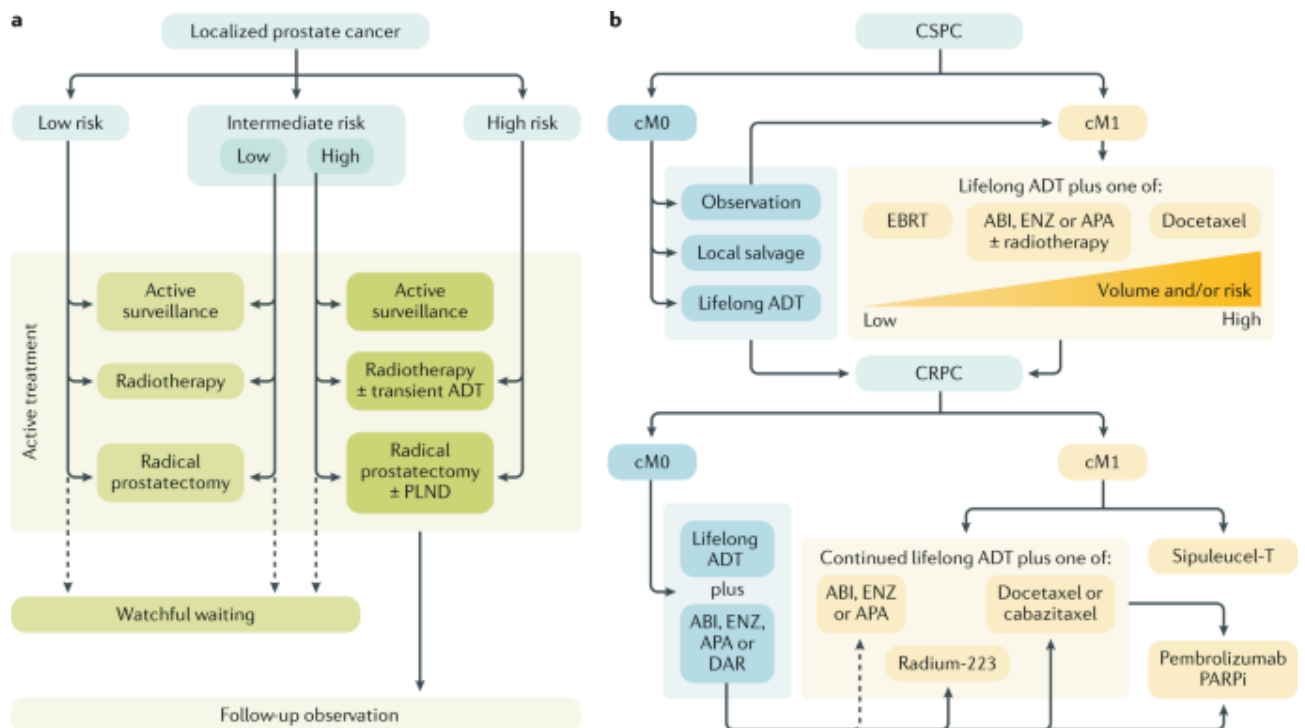 a
Localized prostate cancer
Low risk
Intermediate risk
Low
High
High risk
Active treatment
Active
surveillance
Radiotherapy
Radical
prostatectomy
Active
surveillance
Radiotherapy
± transient ADT
Radical
prostatectomy
± PLND
Watchful waiting
Follow-up observation
b
CSPC
cM0
cM1
Observation
Local salvage
Lifelong ADT
Lifelong ADT plus one of:
EBRT
ABI, ENZ or APA
± radiotherapy
Docetaxel
Volume and/or risk
Low
High
CRPC
cM0
cM1
Lifelong
ADT
plus
ABI, ENZ,
APA or
DAR
Continued lifelong ADT plus one of:
ABI, ENZ
or APA
Radium-223
Docetaxel or
cabazitaxel
Sipuleucel-T
Pembrolizumab
PARPi